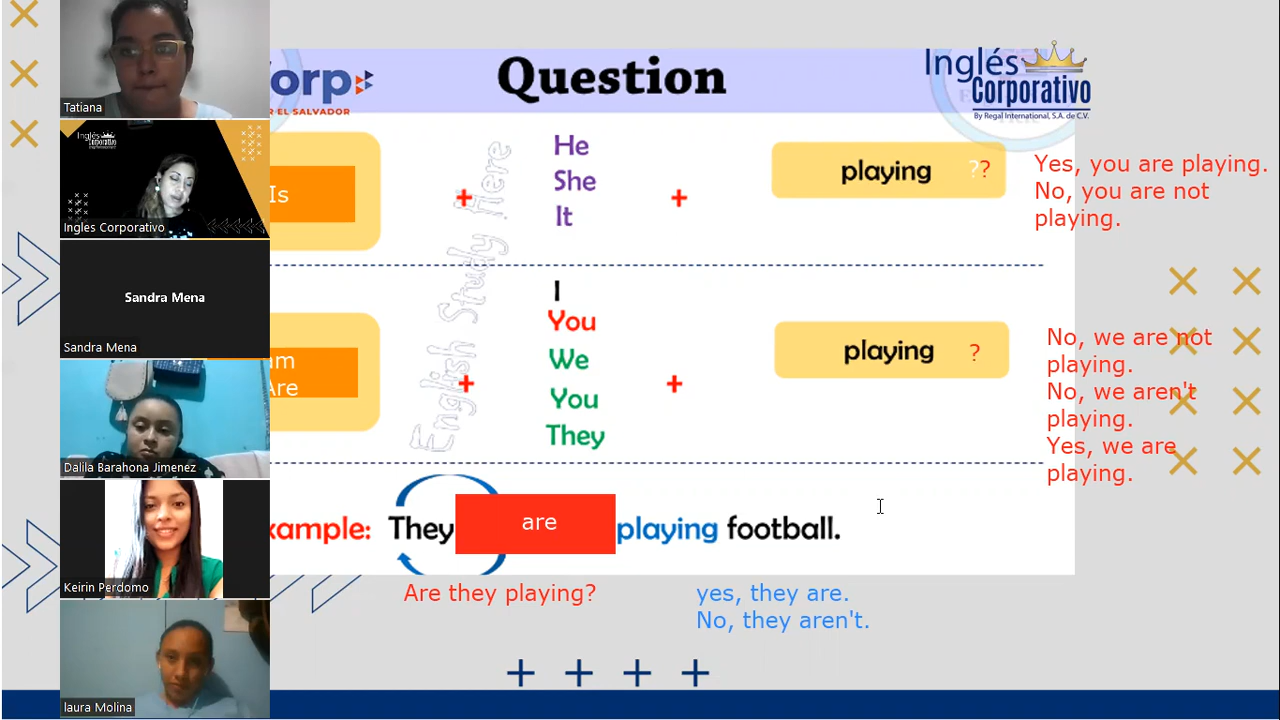 Tatiana
Inglés Corporativo
Ingles Corporativo
Sandra Mena
Sandra Mena
Dalila Barahona Jimenez
Keirin Perdomo
laura Molina
orp
R EL SALVADOR
Question
Inglés
Corporativo
By Regal International, S.A. de C.V.
Is
+
He
She
It
+
playing ??
Yes, you are playing.
No, you are not
playing.
English Study Here
am
Are
+
I
You
We
You
They
+
playing ?
No, we are not
playing.
No, we aren't
playing.
Yes, we are
playing.
xample: They are playing football.
Are they playing?
yes, they are.
No, they aren't.